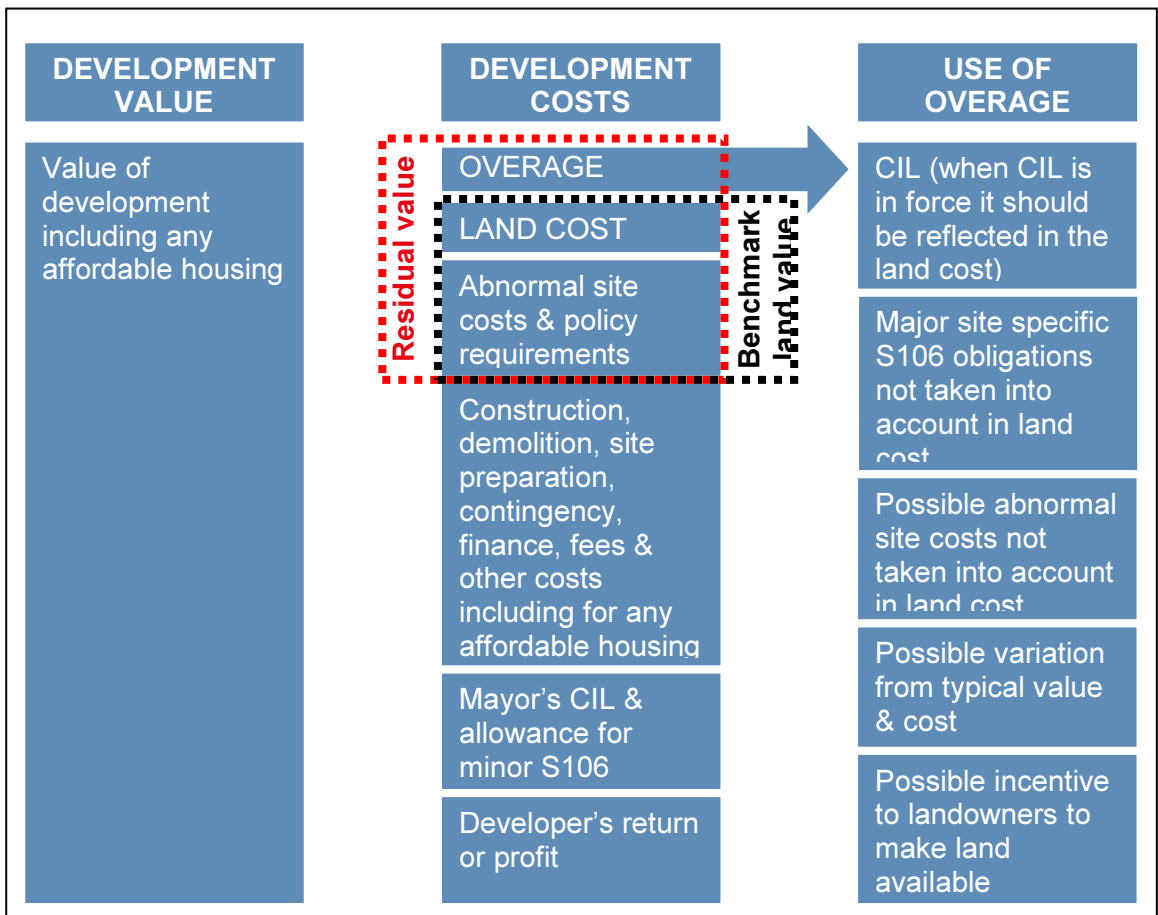 DEVELOPMENT
VALUE
Value of
development
including any
affordable housing
DEVELOPMENT
COSTS
Residual value
OVERAGE
LAND COST
Abnormal site
costs & policy
requirements
Benchmark
land value
Construction,
demolition, site
preparation,
contingency,
finance, fees &
other costs
including for any
affordable housing
Mayor’s CIL &
allowance for
minor S106
Developer’s return
or profit
USE OF
OVERAGE
CIL (when CIL is
in force it should
be reflected in the
land cost)
Major site specific
S106 obligations
not taken into
account in land
cost
Possible abnormal
site costs not
taken into account
in land cost
Possible variation
from typical value
& cost
Possible incentive
to landowners to
make land
available